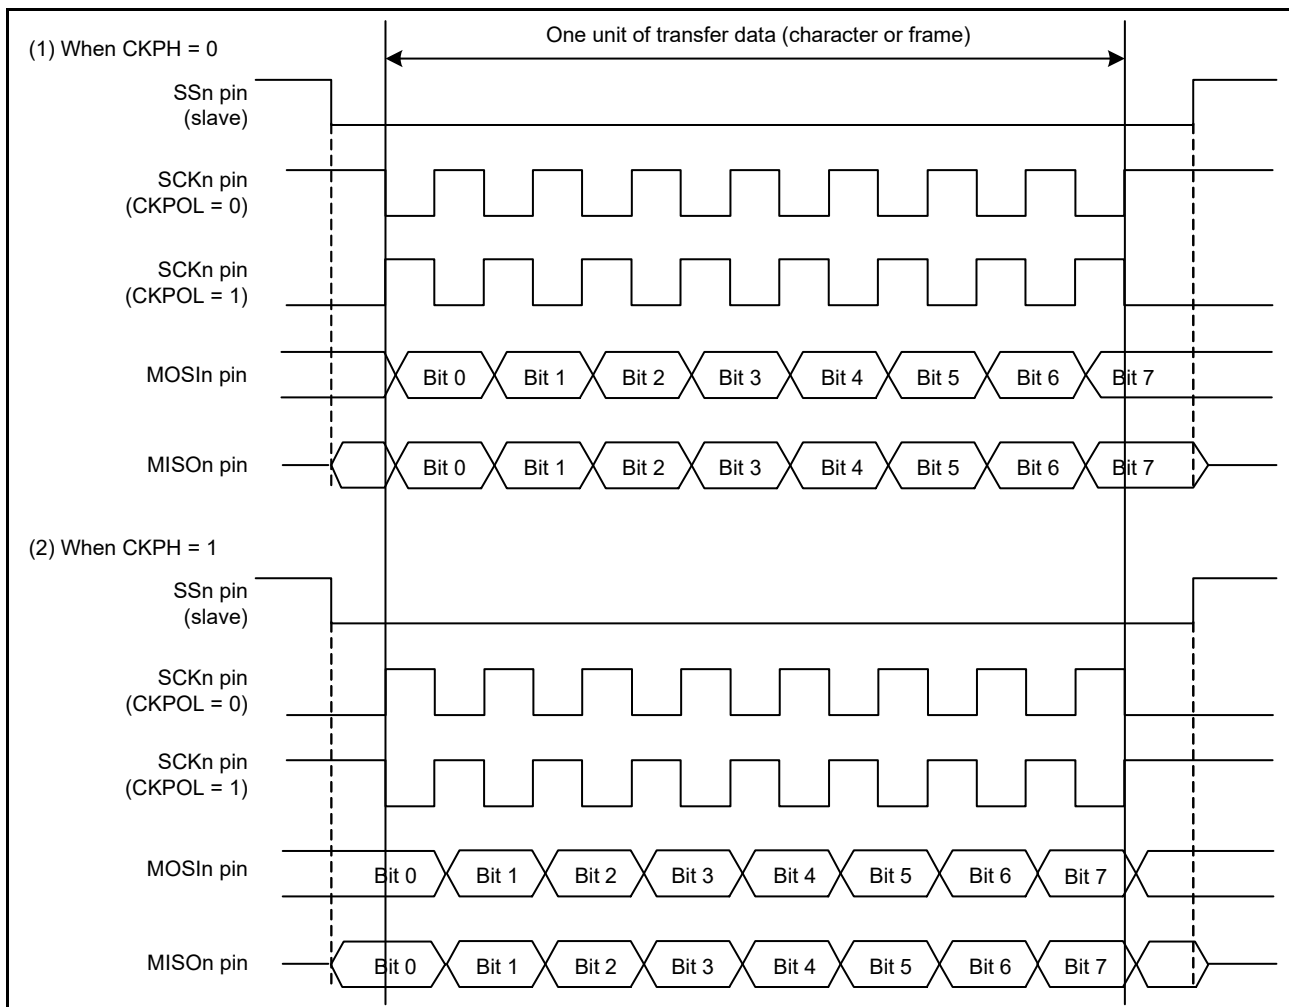 (1) When CKPH = 0
One unit of transfer data (character or frame)
SSn pin
(slave)
SCKn pin
(CKPOL = 0)
SCKn pin
(CKPOL = 1)
MOSIn pin
Bit 0 Bit 1 Bit 2 Bit 3 Bit 4 Bit 5 Bit 6 Bit 7
MISOn pin
Bit 0 Bit 1 Bit 2 Bit 3 Bit 4 Bit 5 Bit 6 Bit 7
(2) When CKPH = 1
SSn pin
(slave)
SCKn pin
(CKPOL = 0)
SCKn pin
(CKPOL = 1)
MOSIn pin
Bit 0 Bit 1 Bit 2 Bit 3 Bit 4 Bit 5 Bit 6 Bit 7
MISOn pin
Bit 0 Bit 1 Bit 2 Bit 3 Bit 4 Bit 5 Bit 6 Bit 7